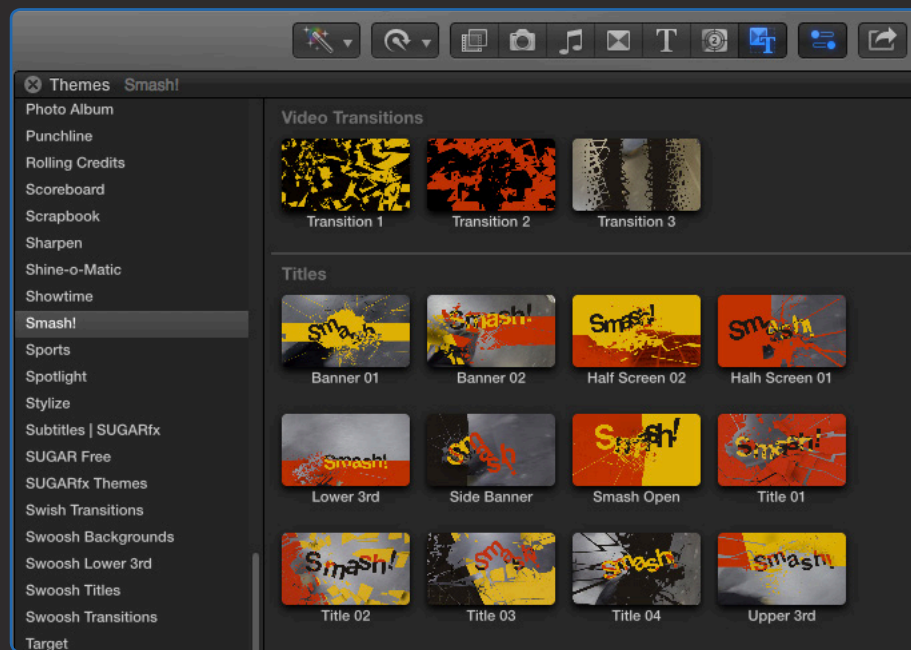 T
2
T
Themes Smash!
Photo Album
Punchline
Rolling Credits
Scoreboard
Scrapbook
Sharpen
Shine-o-Matic
Showtime
Smash!
Sports
Spotlight
Stylize
Subtitles | SUGARfx
SUGAR Free
SUGARfx Themes
Swish Transitions
Swoosh Backgrounds
Swoosh Lower 3rd
Swoosh Titles
Swoosh Transitions
Target
Video Transitions
Transition 1 Transition 2 Transition 3
Titles
Smash! Smash! Smash! Smash!
Banner 01 Banner 02 Half Screen 02 Halh Screen 01
Smash! Smash Smash! Smash!
Lower 3rd Side Banner Smash Open Title 01
Smash! Smash! Smash! Smash!
Title 02 Title 03 Title 04 Upper 3rd